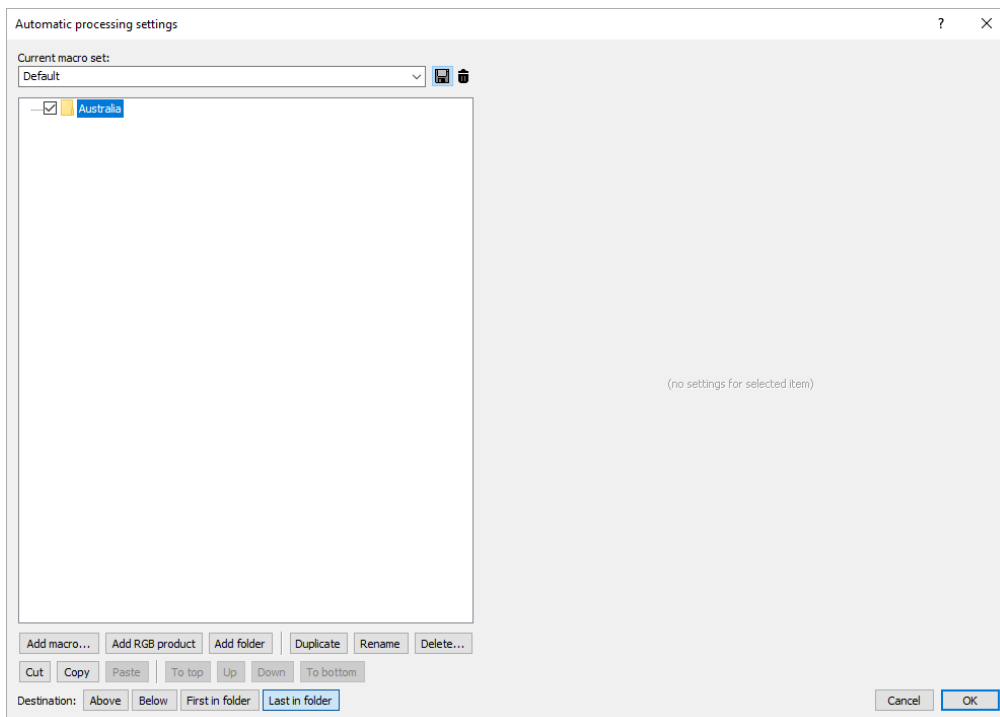 Automatic processing settings ?
Current macro set:
Default
Australia
(no settings for selected item)
Add macro... Add RGB product Add folder Duplicate Rename Delete...
Cut Copy Paste To top Up Down To bottom
Destination: Above Below First in folder Last in folder Cancel OK